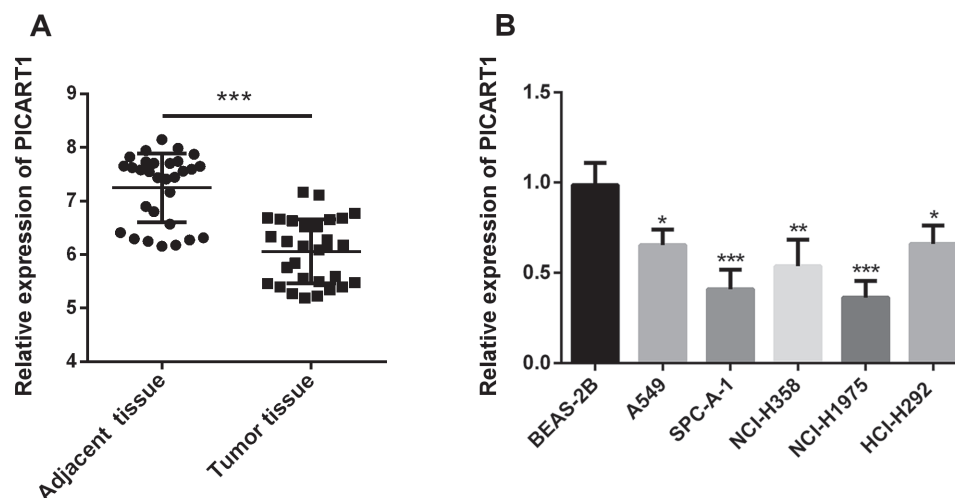 A
Relative expression of PICART1
9
8
7
6
5
4
***
Adjacent tissue
Tumor tissue
B
Relative expression of PICART1
1.5
1.0
0.5
0.0
*
***
**
***
*
BEAS-2B
A549
SPC-A-1
NCI-H358
NCI-H1975
HCI-H292